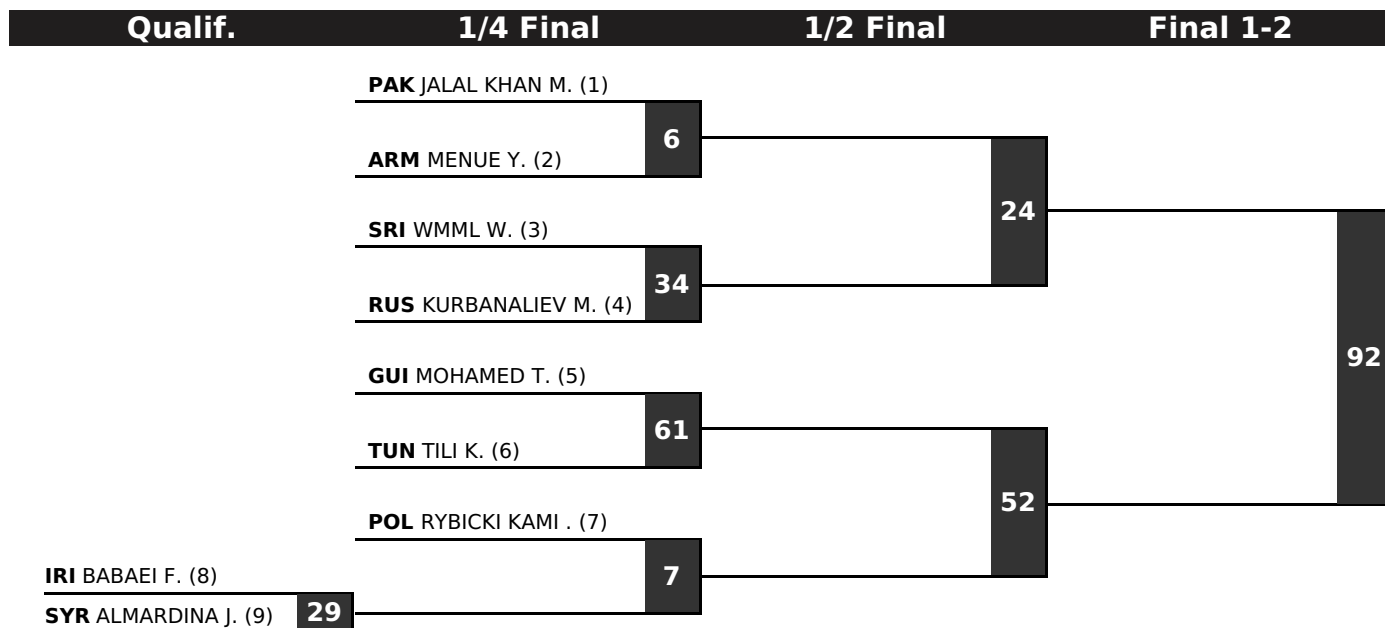 Qualif. 1/4 Final 1/2 Final Final 1-2
PAK JALAL KHAN M. (1)
6
ARM MENUE Y. (2)
24
SRI WMML W. (3)
34
RUS KURBANALIEV M. (4)
92
GUI MOHAMED T. (5)
61
TUN TILI K. (6)
52
POL RYBICKI KAMI . (7)
7
IRI BABAEI F. (8)
SYR ALMARDINA J. (9) 29